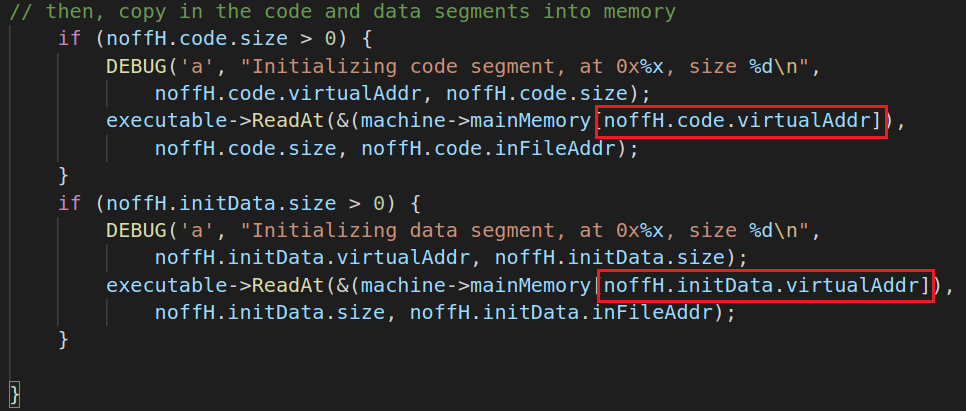 // then, copy in the code and data segments into memory
if (noffH.code.size > 0) {
DEBUG('a', "Initializing code segment, at 0x%x, size %d\n",
noffH.code.virtualAddr, noffH.code.size);
executable->ReadAt(&(machine->mainMemory[noffH.code.virtualAddr]),
noffH.code.size, noffH.code.inFileAddr);
}
if (noffH.initData.size > 0) {
DEBUG('a', "Initializing data segment, at 0x%x, size %d\n",
noffH.initData.virtualAddr, noffH.initData.size);
executable->ReadAt(&(machine->mainMemory[noffH.initData.virtualAddr]),
noffH.initData.size, noffH.initData.inFileAddr);
}
}